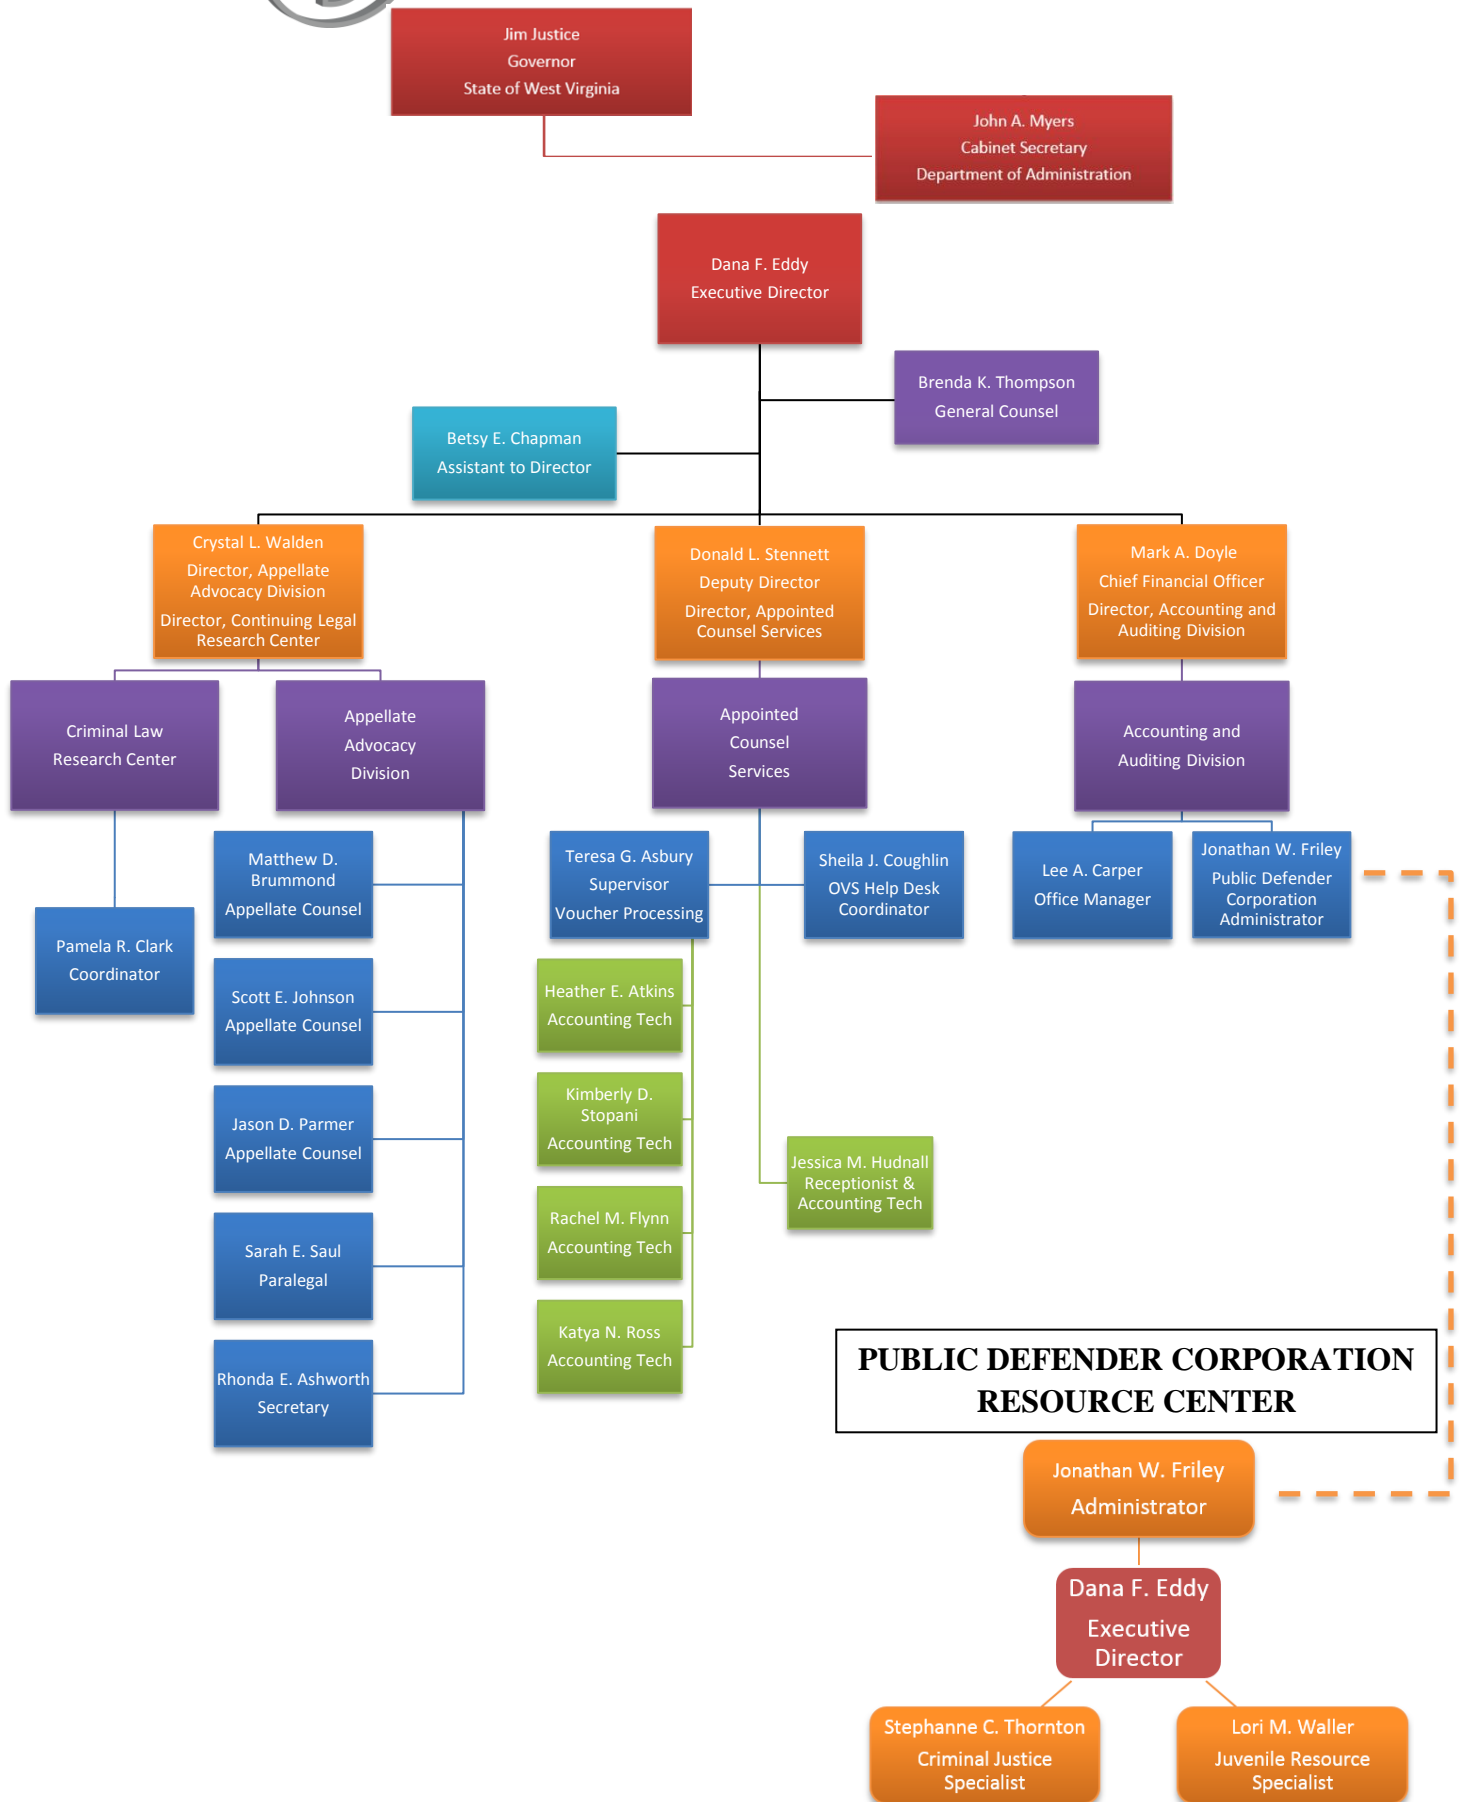 Jim Justice
Governor
State of West Virginia
John A. Myers
Cabinet Secretary
Department of Administration
Dana F. Eddy
Executive Director
Brenda K. Thompson
General Counsel
Betsy E. Chapman
Assistant to Director
Crystal L. Walden
Director, Appellate
Advocacy Division
Director, Continuing Legal
Research Center
Donald L. Stennett
Deputy Director
Director, Appointed
Counsel Services
Mark A. Doyle
Chief Financial Officer
Director, Accounting and
Auditing Division
Criminal Law
Research Center
Appellate
Advocacy
Division
Appointed
Counsel
Services
Accounting and
Auditing Division
Pamela R. Clark
Coordinator
Matthew D.
Brummond
Appellate Counsel
Scott E. Johnson
Appellate Counsel
Jason D. Parmer
Appellate Counsel
Sarah E. Saul
Paralegal
Rhonda E. Ashworth
Secretary
Teresa G. Asbury
Supervisor
Voucher Processing
Sheila J. Coughlin
OVS Help Desk
Coordinator
Heather E. Atkins
Accounting Tech
Kimberly D.
Stopani
Accounting Tech
Rachel M. Flynn
Accounting Tech
Katya N. Ross
Accounting Tech
Jessica M. Hudnall
Receptionist &
Accounting Tech
Lee A. Carper
Office Manager
Jonathan W. Friley
Public Defender
Corporation
Administrator
PUBLIC DEFENDER CORPORATION
RESOURCE CENTER
Jonathan W. Friley
Administrator
Dana F. Eddy
Executive
Director
Stephanne C. Thornton
Criminal Justice
Specialist
Lori M. Waller
Juvenile Resource
Specialist